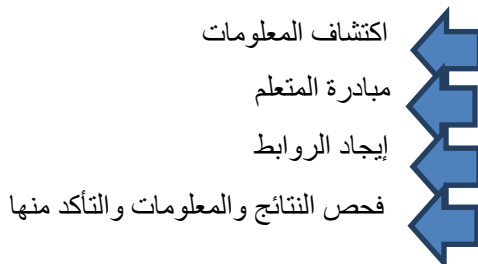 اكتشاف المعلومات
مبادرة المتعلم
إيجاد الروابط
فحص النتائج والمعلومات والتأكد منها